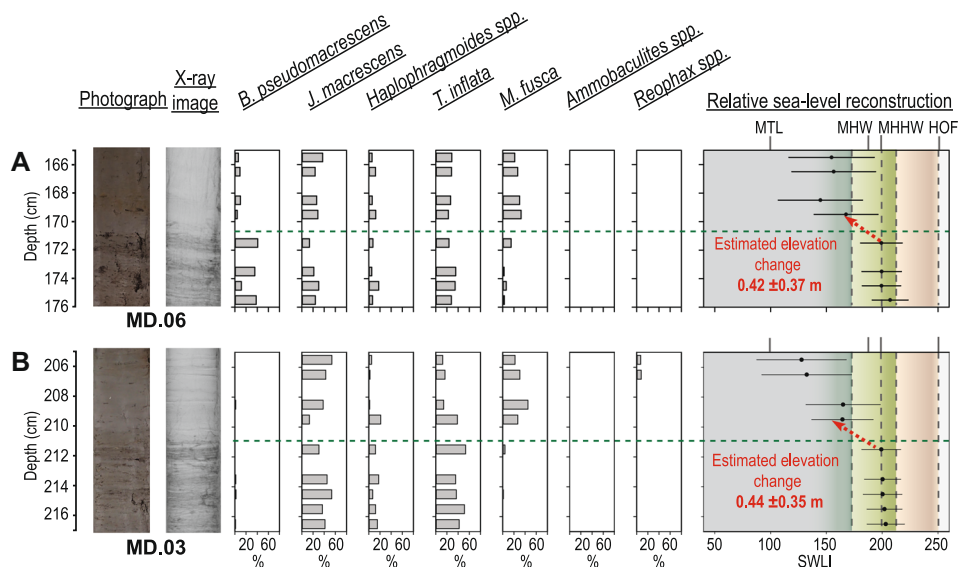 Photograph
X-ray
image
B. pseudomacrescens
J. macrescens
Haplophragmoides spp.
T. inflata
M. fusca
Ammobaculites spp.
Reophax spp.
Relative sea-level reconstruction
MTL
MHW
MHHW
HOF
A
Depth (cm)
166
168
170
172
174
176
Estimated elevation
change
0.42 ±0.37 m
MD.06
B
Depth (cm)
206
208
210
212
214
216
Estimated elevation
change
0.44 ±0.35 m
MD.03
20 60
20 60
20 60
20 60
20 60
20 60
20 60
50
100
150
200
250
%
%
%
%
%
%
%
SWLI